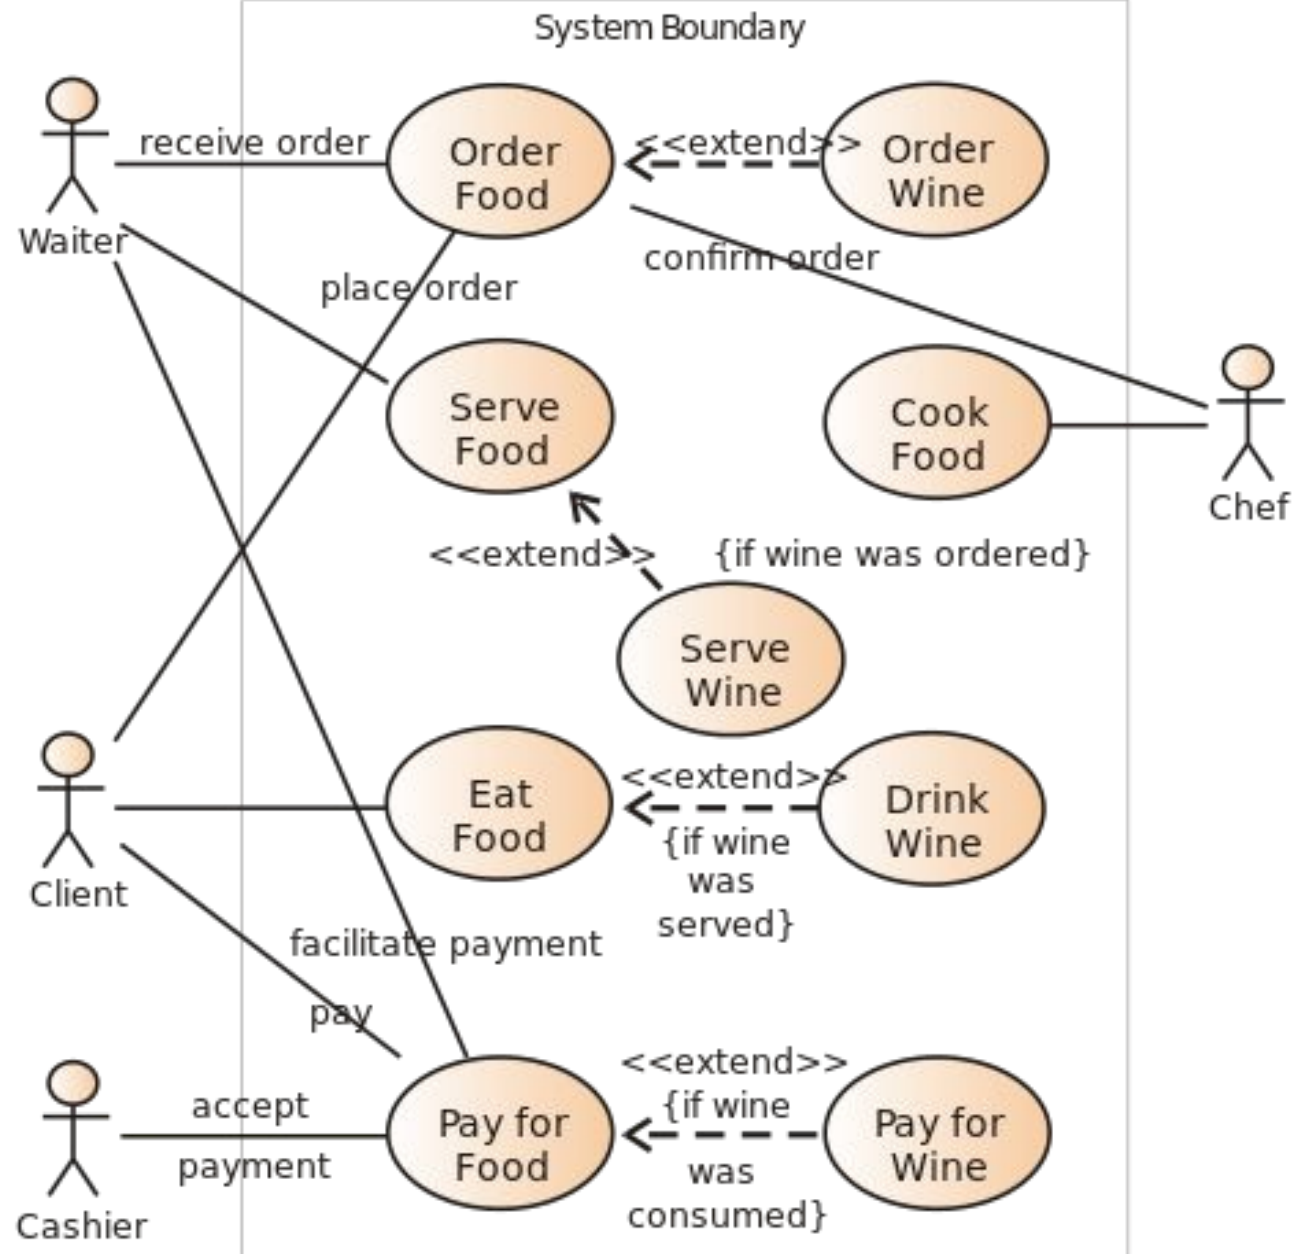 System Boundary
receive order
Order
Food
<<extend>>
Order
Wine
Waiter
confirm order
place order
Serve
Food
Cook
Food
Chef
<<extend>>
{if wine was ordered}
Serve
Wine
Eat
Food
<<extend>>
{if wine
was
served}
Drink
Wine
Client
facilitate payment
pay
accept
payment
Pay for
Food
<<extend>>
{if wine
was
consumed}
Pay for
Wine
Cashier